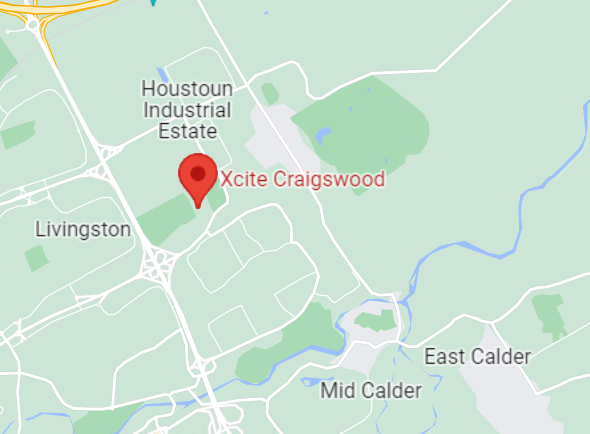 Houstoun
Industrial
Estate
Xcite Craigswood
Livingston
East Calder
Mid Calder